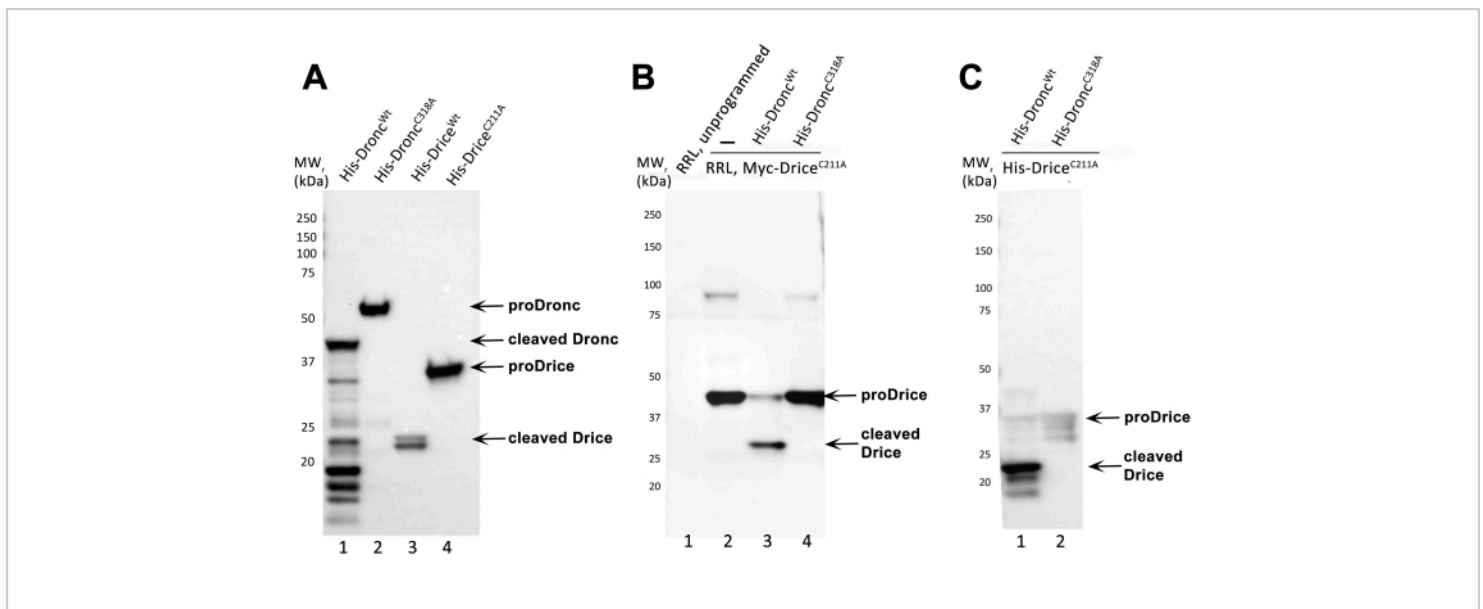 A
His-Dronc^Wt
His-Dronc^C318A
His-Drice^Wt
His-Drice^C211A
MWr
(kDa)
250
150
100
75
50
37
25
20
proDronc
cleaved Dronc
proDrice
cleaved Drice
1 2 3 4
B
RRL, unprogrammed
–
His-Dronc^Wt
His-Dronc^C318A
MWr
(kDa)
RRL, Myc-Drice^C211A
250
150
100
75
50
37
25
20
proDrice
cleaved
Drice
1 2 3 4
C
His-Dronc^Wt
His-Dronc^C318A
MWr
(kDa)
His-Drice^C211A
250
150
100
75
50
37
25
20
proDrice
cleaved
Drice
1 2